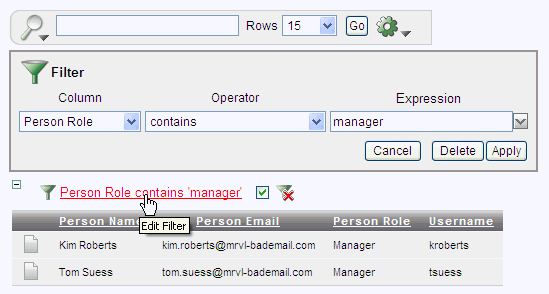 Rows 15 Go
Filter
Column Operator Expression
Person Role contains manager
Cancel Delete Apply
Person Role contains 'manager'
Person Name Person Email Person Role Username
Edit Filter
Kim Roberts kim.roberts@mrvl-bademail.com Manager kroberts
Tom Suess tom.suess@mrvl-bademail.com Manager tsuess